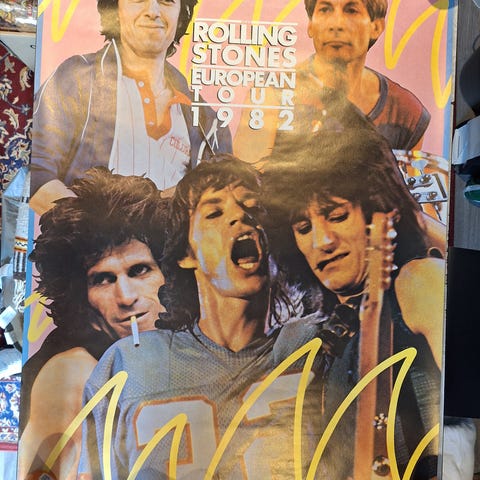 ROLLING
STONES
EUROPEAN
TOUR
1982